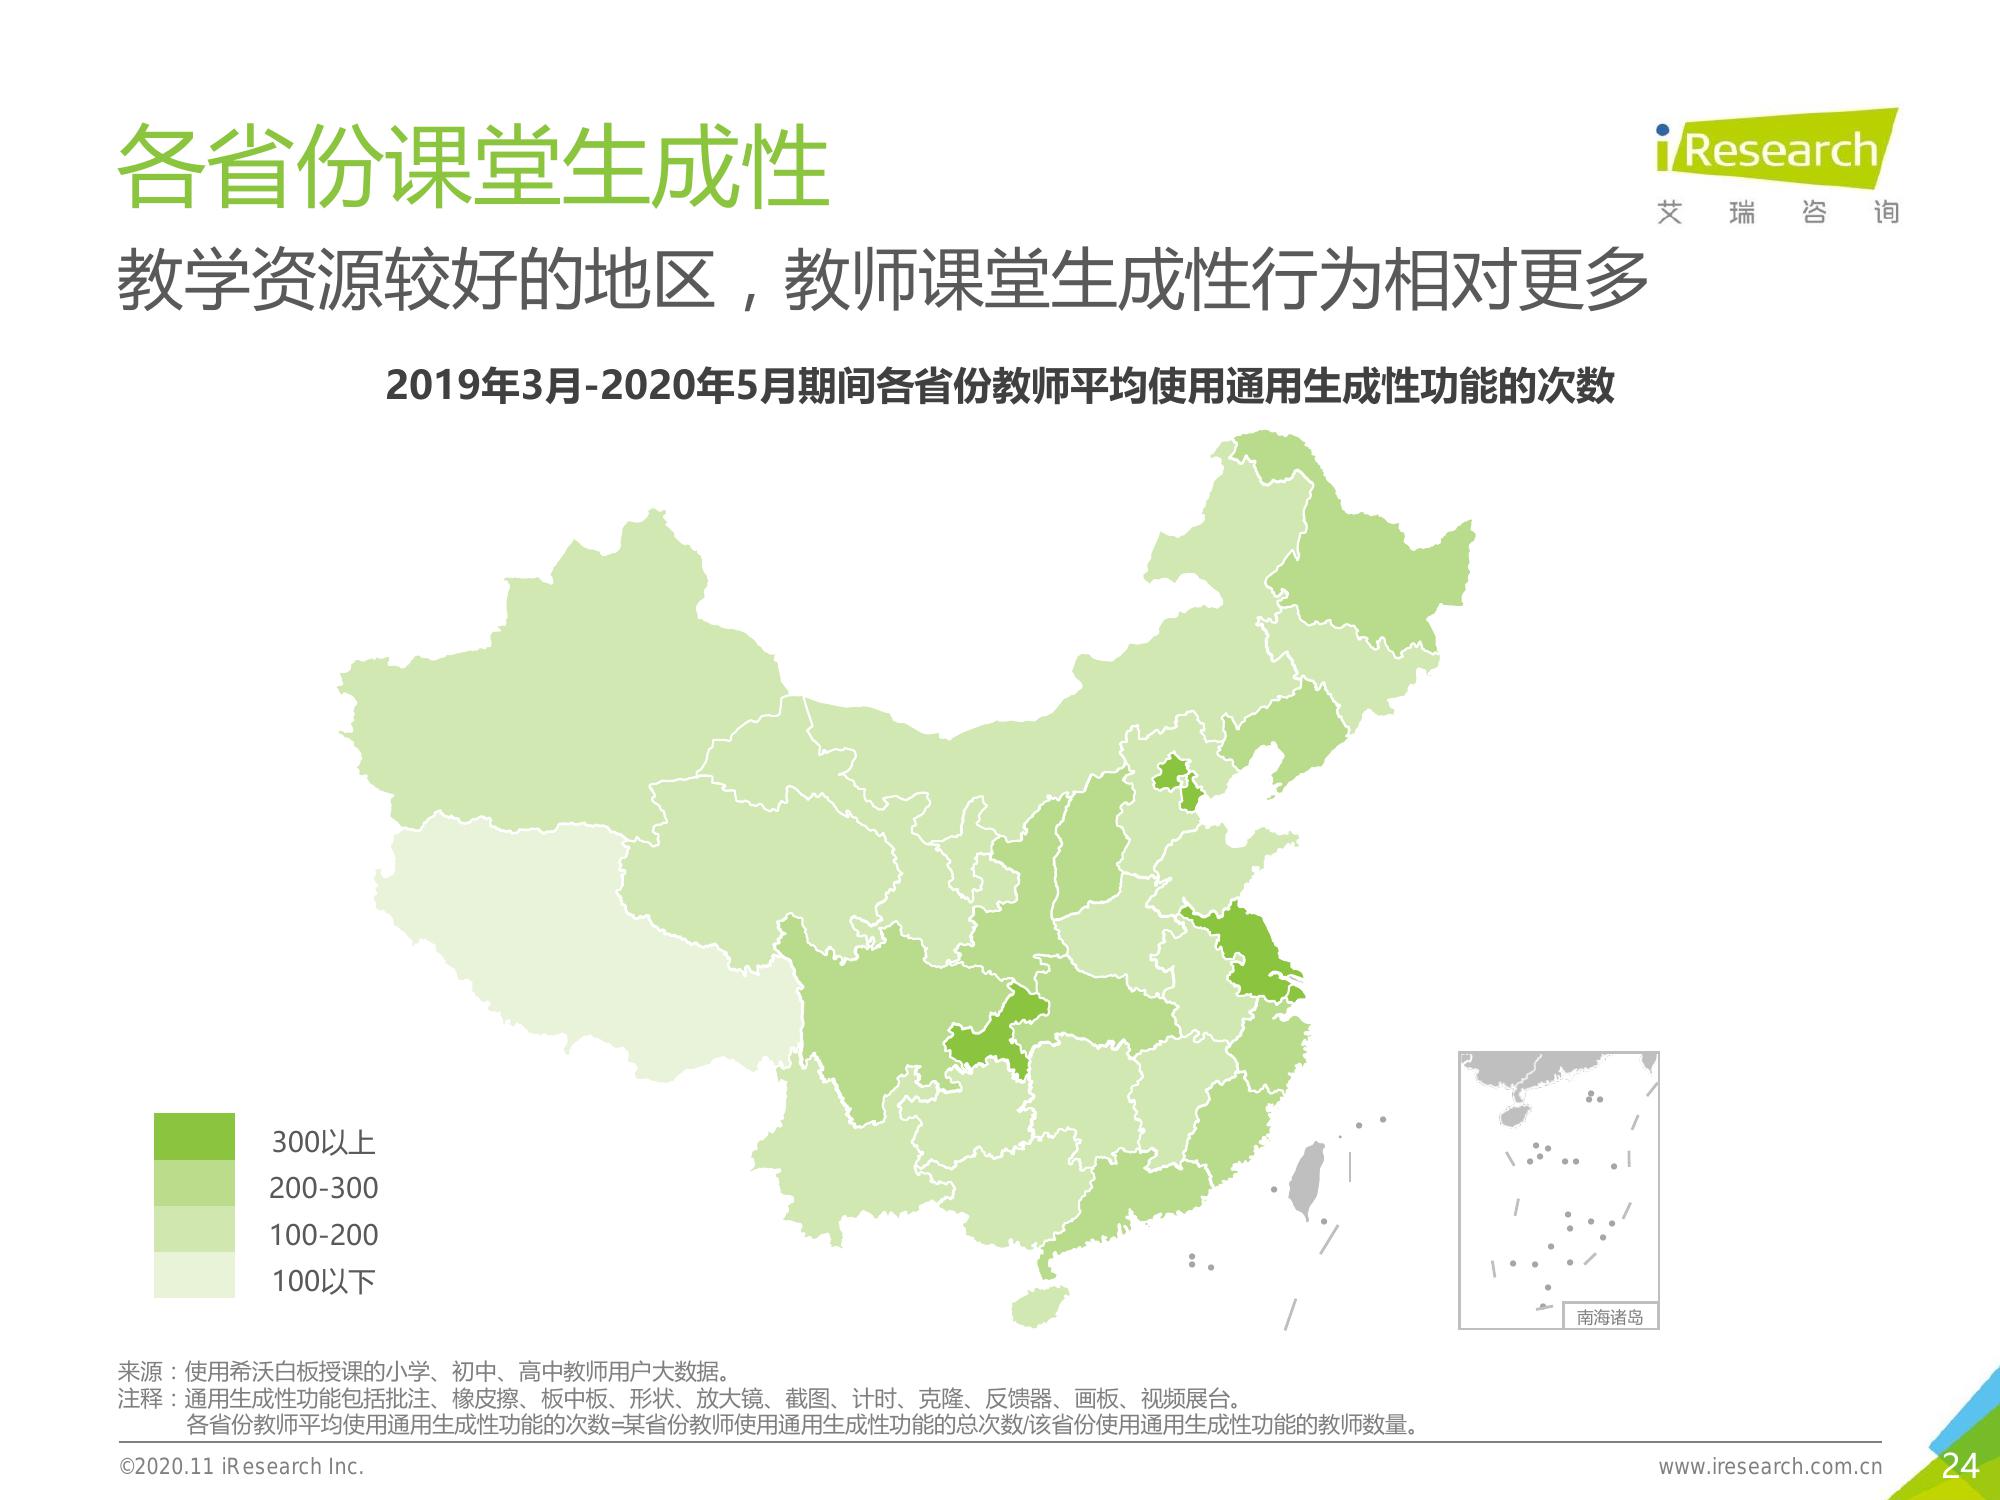 各省份课堂生成性
iResearch
艾瑞咨询
教学资源较好的地区，教师课堂生成性行为相对更多
2019年3月-2020年5月期间各省份教师平均使用通用生成性功能的次数
300以上
200-300
100-200
100以下
南海诸岛
来源：使用希沃白板授课的小学、初中、高中教师用户大数据。
注释：通用生成性功能包括批注、橡皮擦、板中板、形状、放大镜、截图、计时、克隆、反馈器、画板、视频展台。
各省份教师平均使用通用生成性功能的次数=某省份教师使用通用生成性功能的总次数/该省份使用通用生成性功能的教师数量。
©2020.11 iResearch Inc.
www.iresearch.com.cn
24